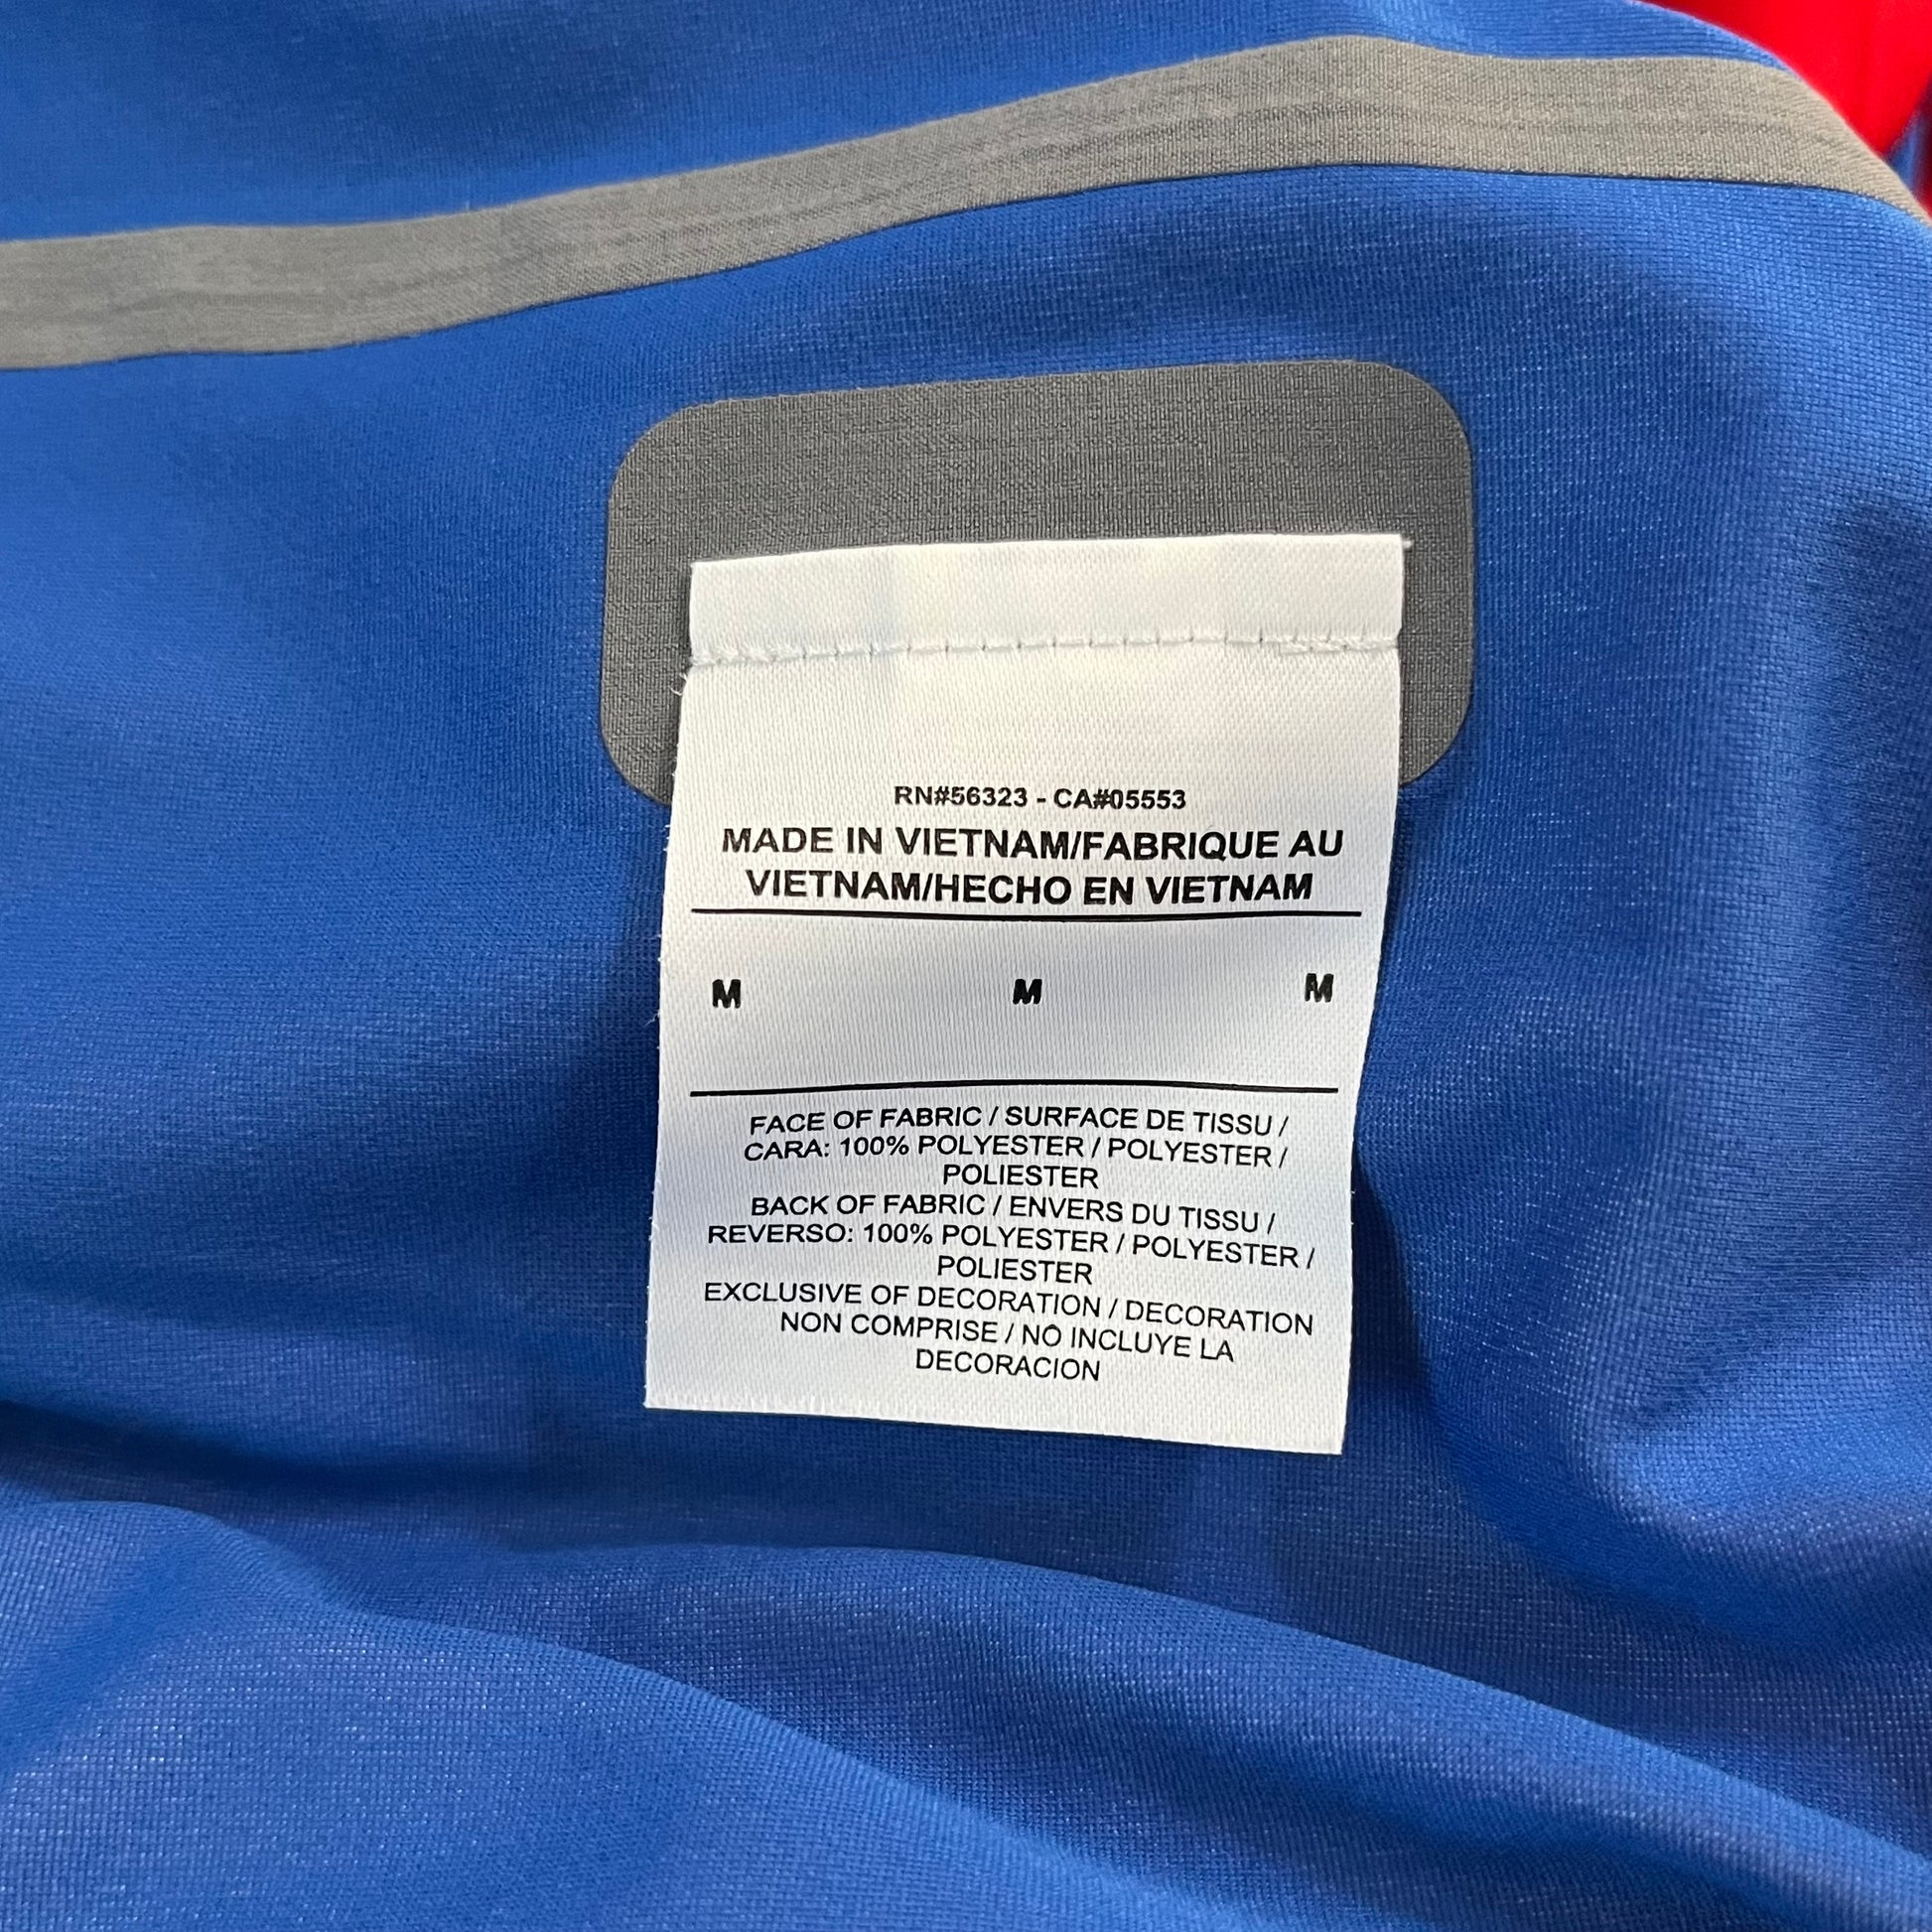 RN#56323 - CA#05553
MADE IN VIETNAM/FABRIQUE AU
VIETNAM/HECHO EN VIETNAM
M M M
FACE OF FABRIC / SURFACE DE TISSU /
CARA: 100% POLYESTER / POLYESTER /
POLIESTER
BACK OF FABRIC / ENVERS DU TISSU /
REVERSO: 100% POLYESTER / POLYESTER /
POLIESTER
EXCLUSIVE OF DECORATION / DECORATION
NON COMPRISE / NO INCLUYE LA
DECORACION